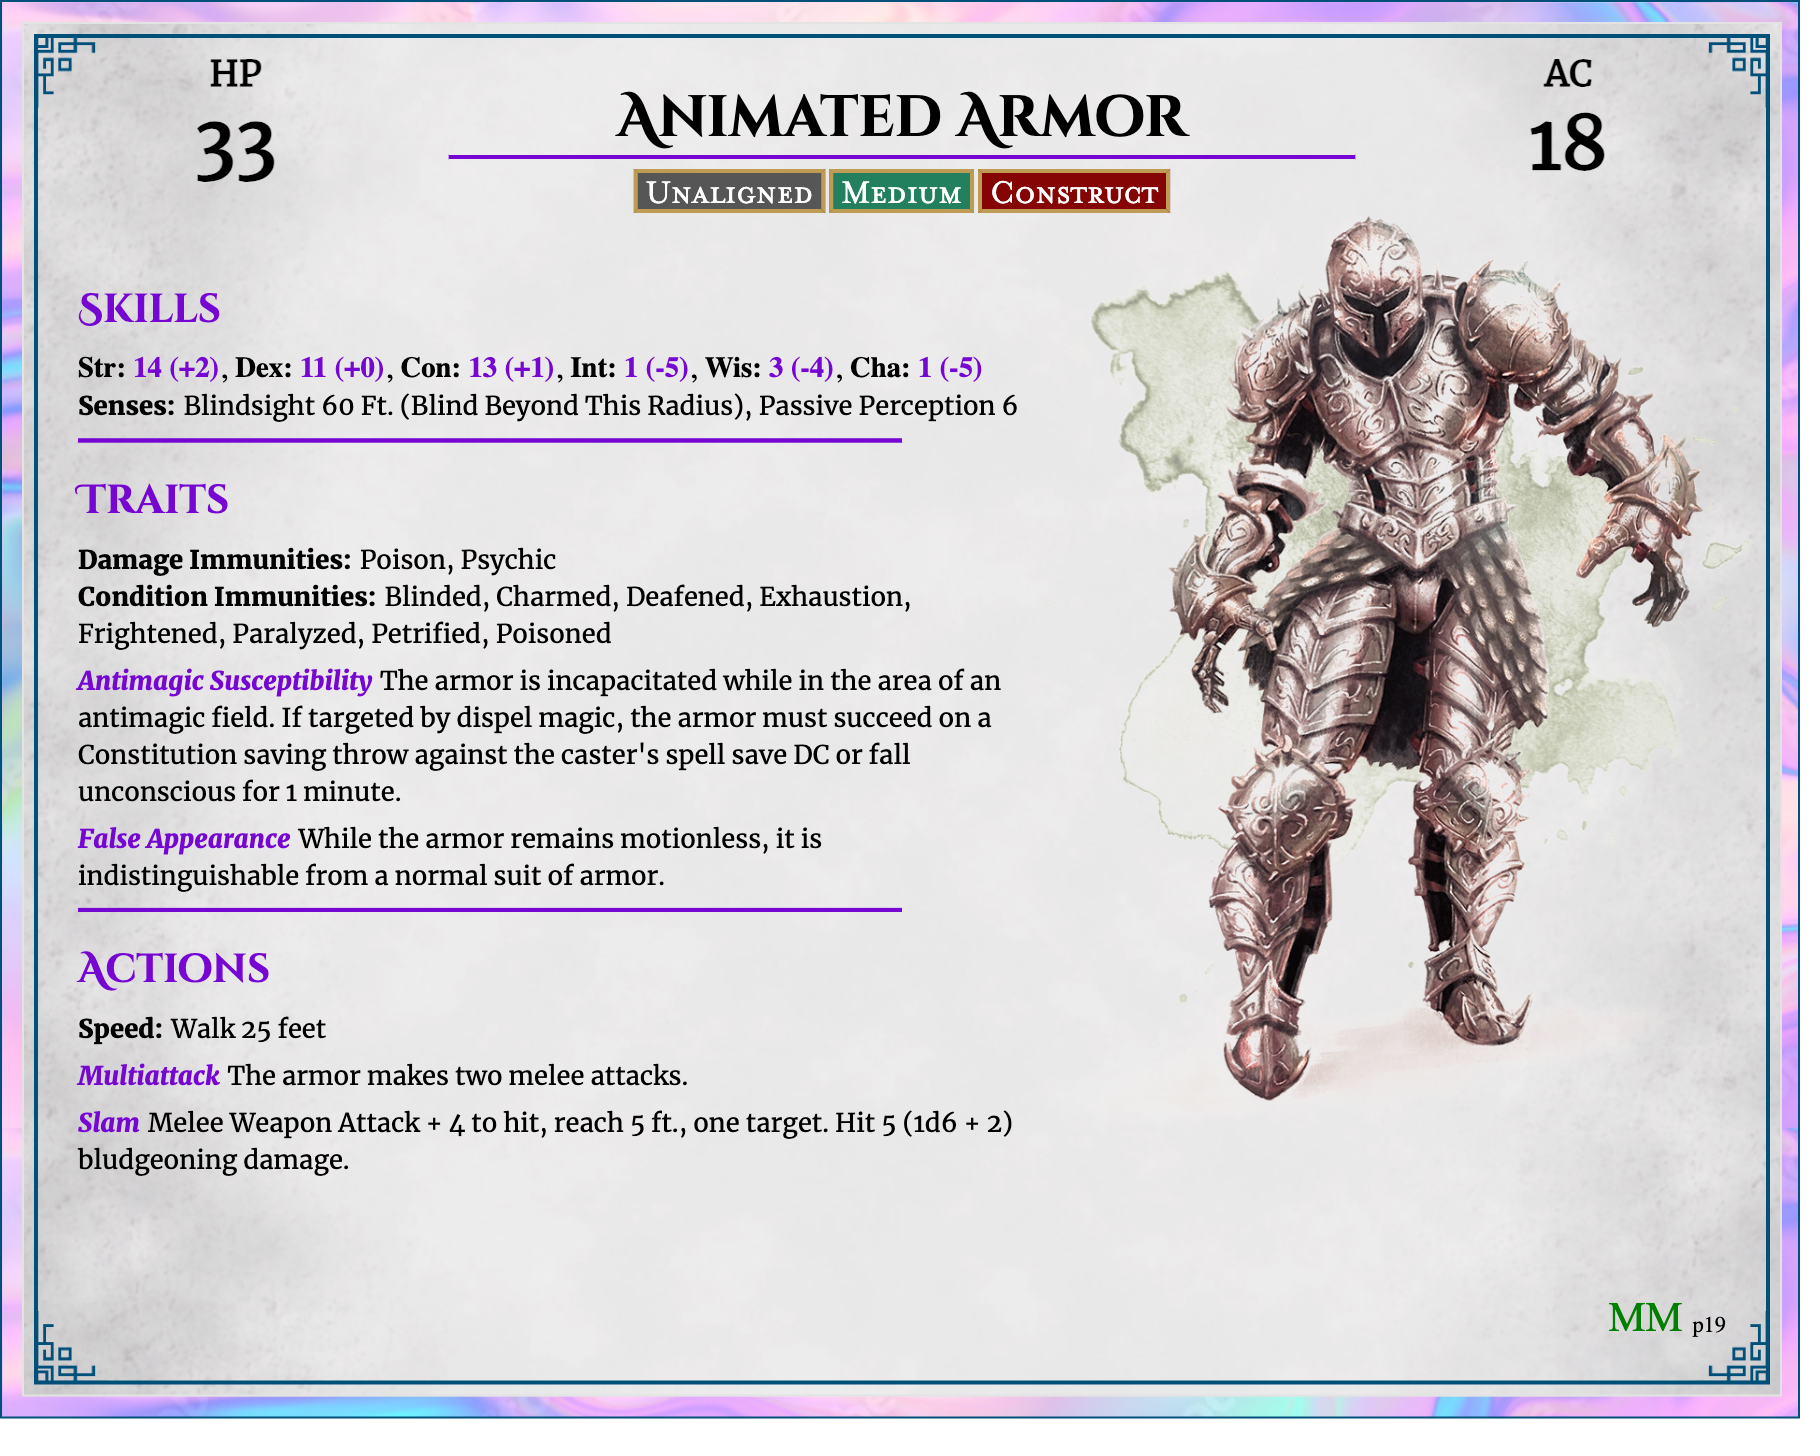 HP
33
Animated Armor
AC
18
Unaligned Medium Construct
Skills
Str: 14 (+2), Dex: 11 (+0), Con: 13 (+1), Int: 1 (-5), Wis: 3 (-4), Cha: 1 (-5)
Senses: Blindsight 60 Ft. (Blind Beyond This Radius), Passive Perception 6
Traits
Damage Immunities: Poison, Psychic
Condition Immunities: Blinded, Charmed, Deafened, Exhaustion,
Frightened, Paralyzed, Petrified, Poisoned
Antimagic Susceptibility The armor is incapacitated while in the area of an
antimagic field. If targeted by dispel magic, the armor must succeed on a
Constitution saving throw against the caster's spell save DC or fall
unconscious for 1 minute.
False Appearance While the armor remains motionless, it is
indistinguishable from a normal suit of armor.
Actions
Speed: Walk 25 feet
Multiattack The armor makes two melee attacks.
Slam Melee Weapon Attack + 4 to hit, reach 5 ft., one target. Hit 5 (1d6 + 2)
bludgeoning damage.
MM p19